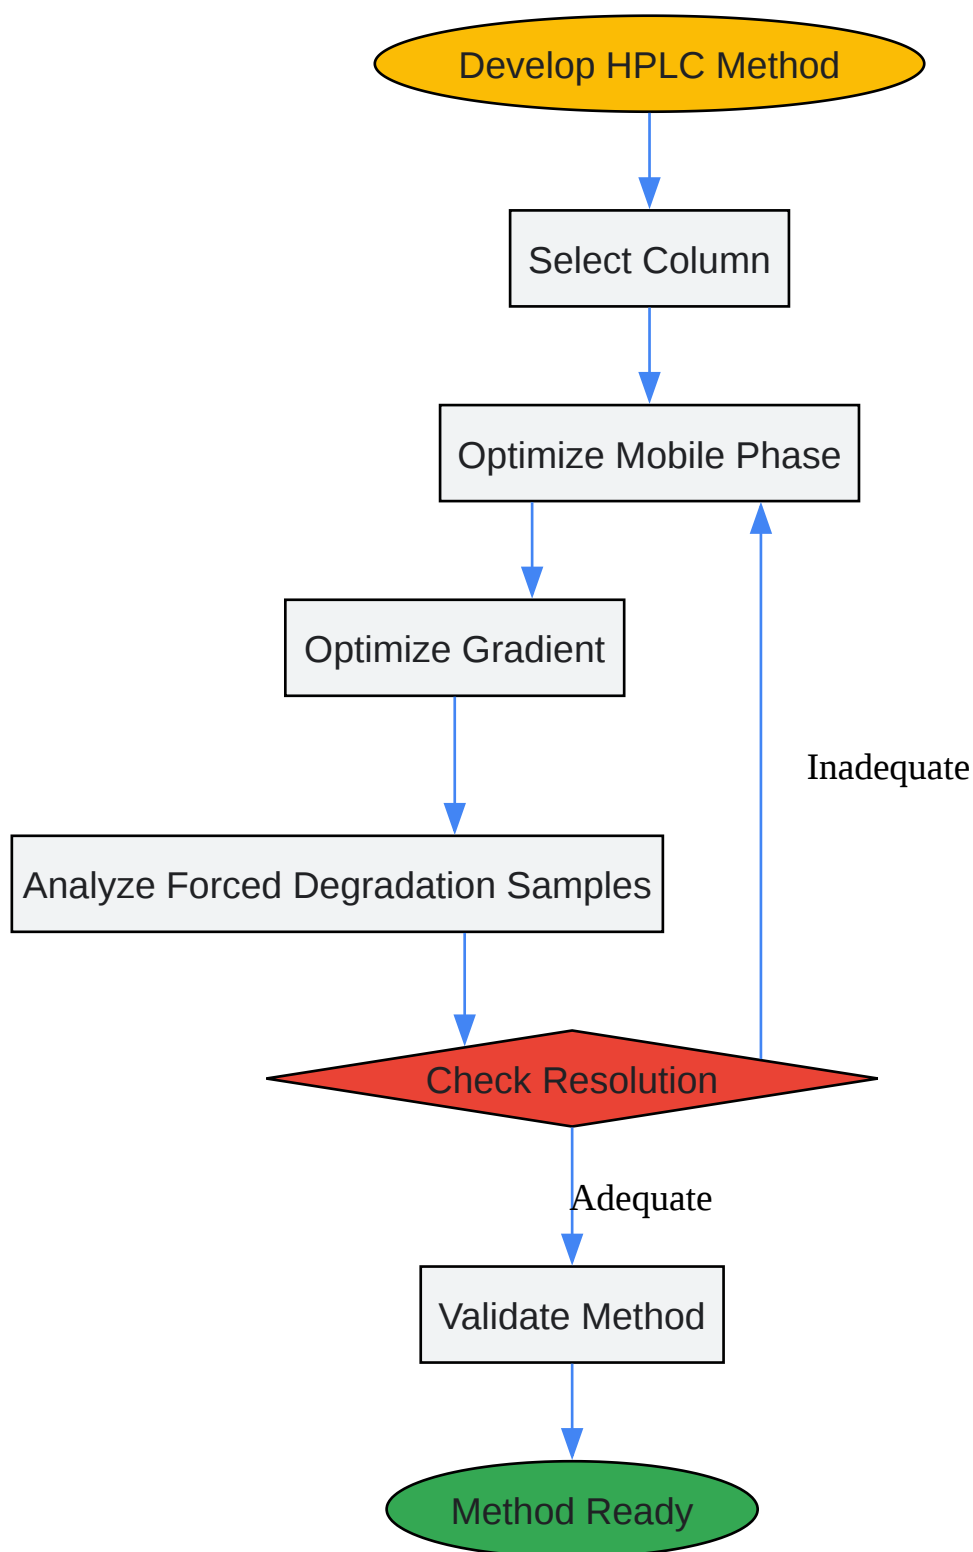 Develop HPLC Method
Select Column
Optimize Mobile Phase
Optimize Gradient
Inadequate
Analyze Forced Degradation Samples
Check Resolution
Adequate
Validate Method
Method Ready